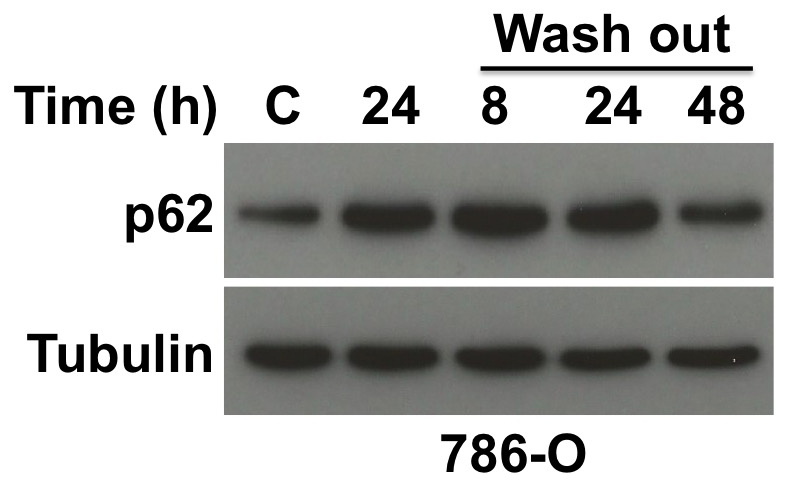 Wash out
Time (h) C 24 8 24 48
p62
Tubulin
786-O